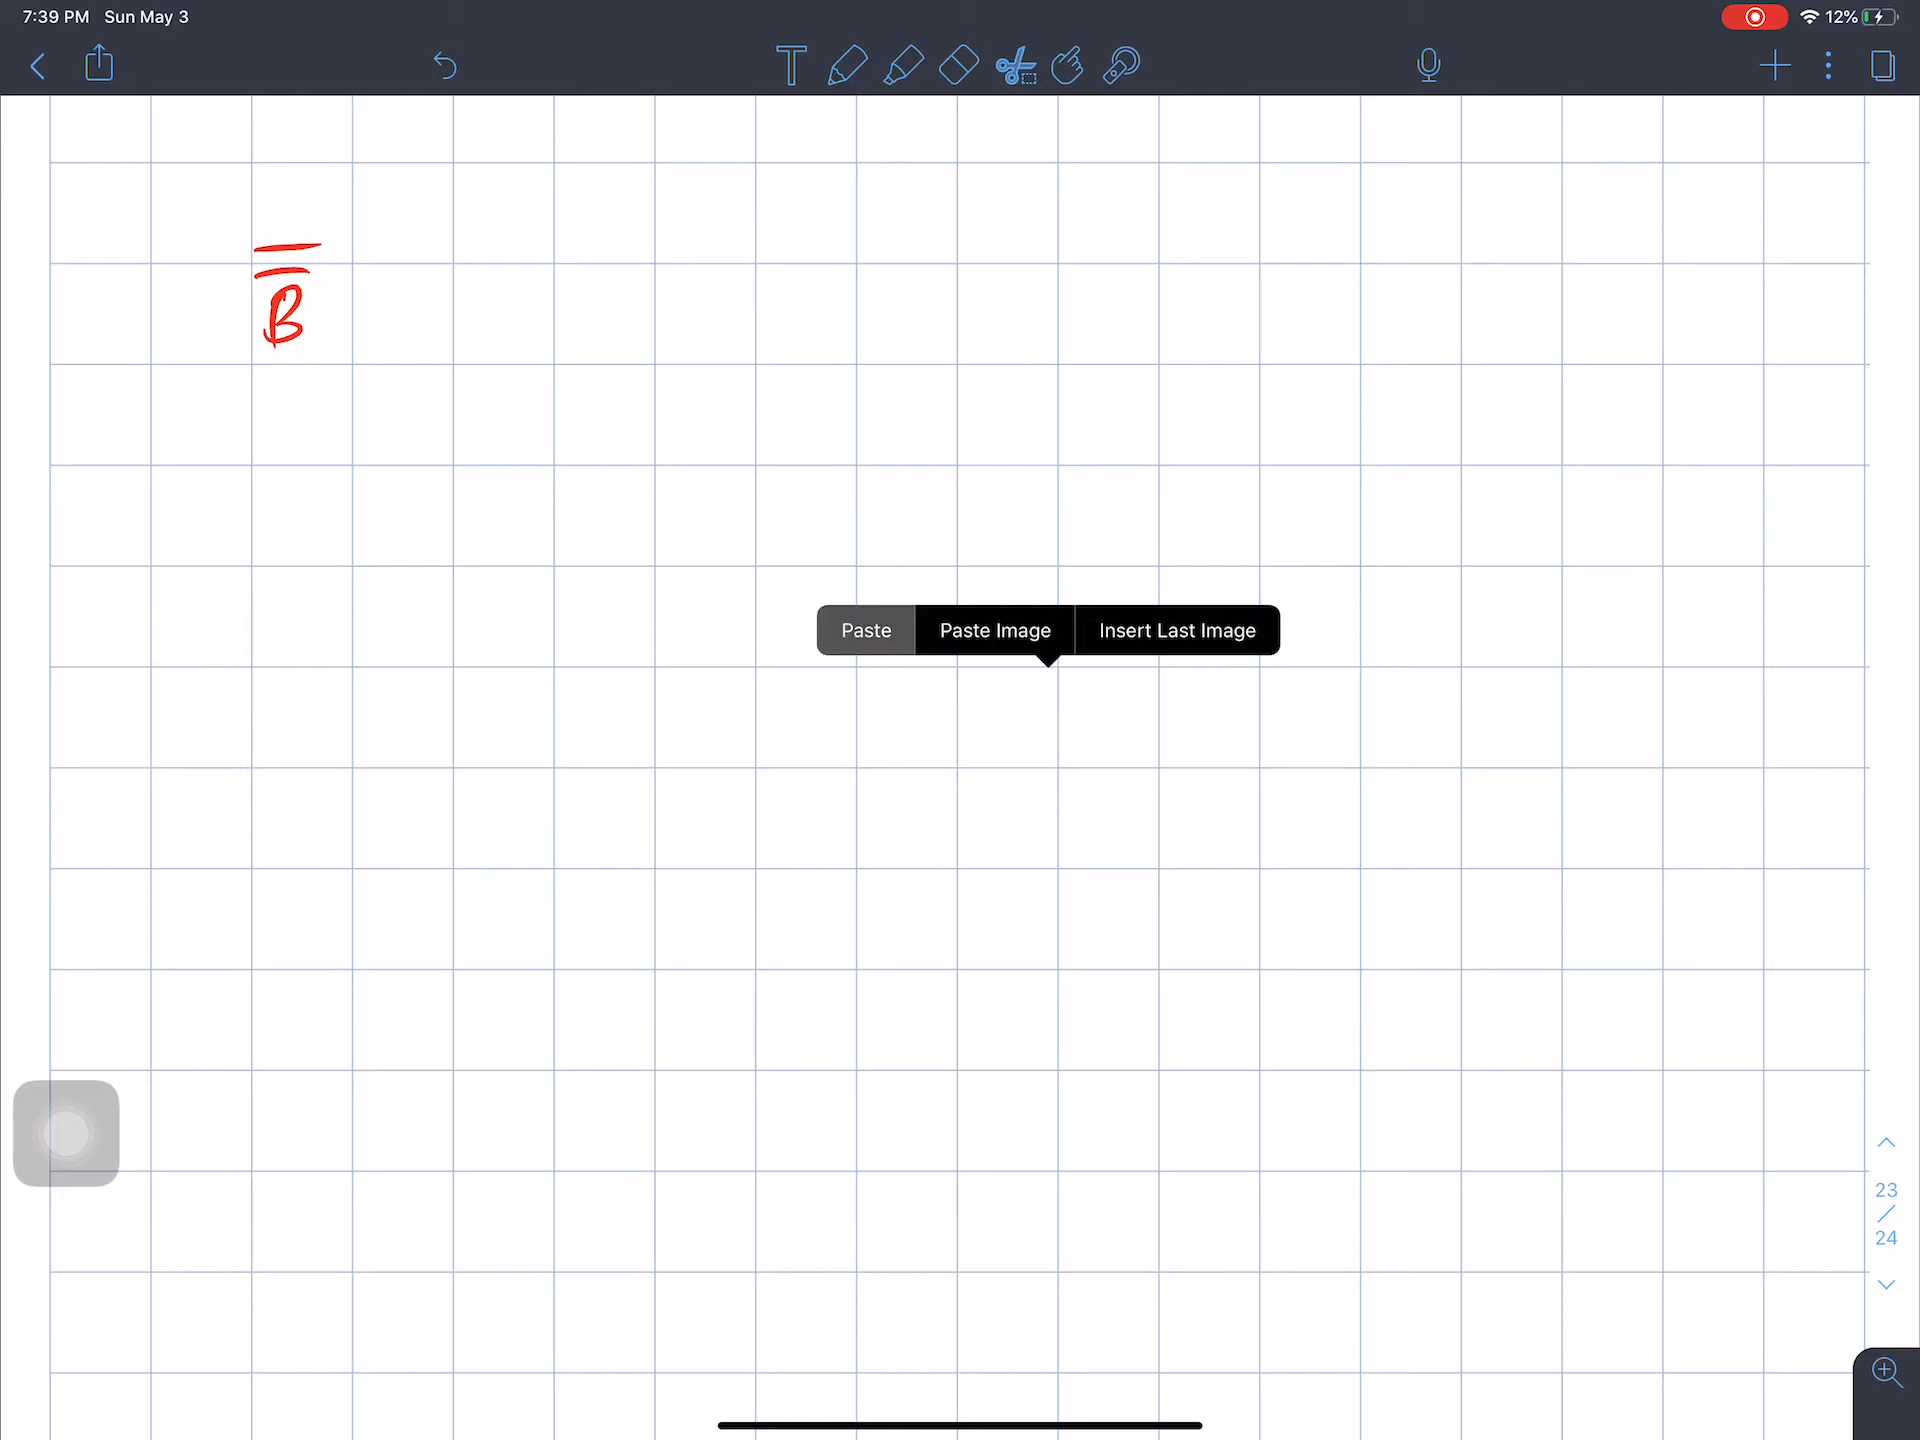 7:39 PM Sun May 3
12%
T
B̿
Paste Paste Image Insert Last Image
23
/
24